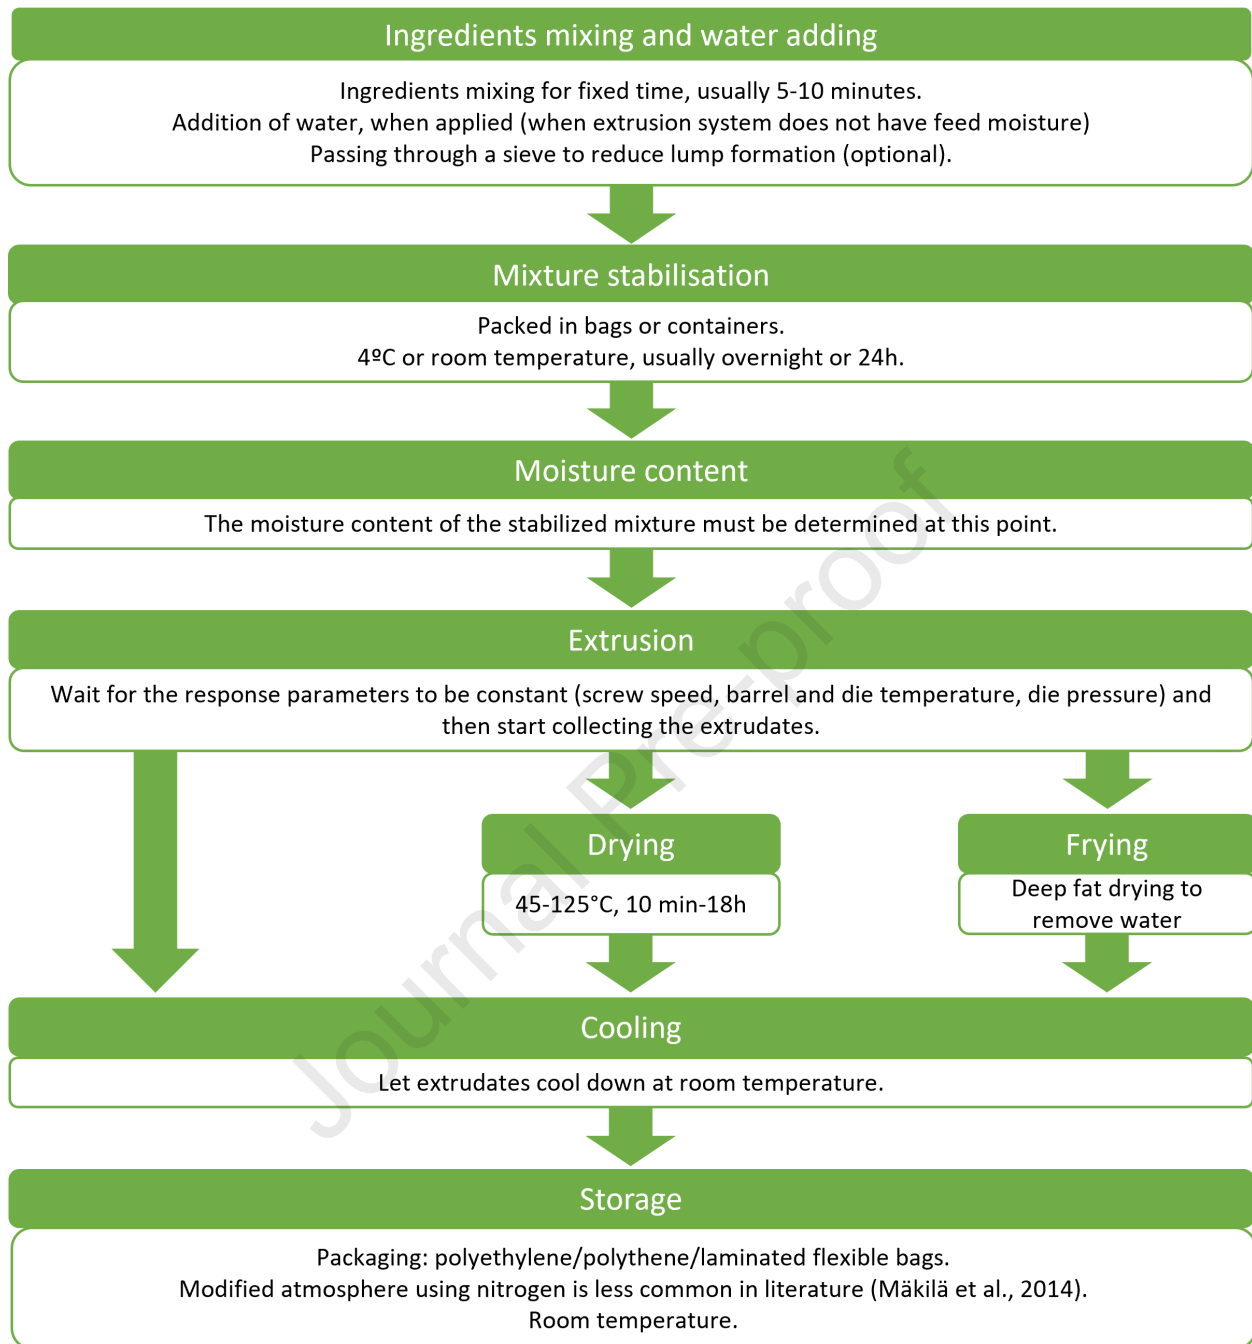 Ingredients mixing and water adding
Ingredients mixing for fixed time, usually 5-10 minutes.
Addition of water, when applied (when extrusion system does not have feed moisture)
Passing through a sieve to reduce lump formation (optional).
Mixture stabilisation
Packed in bags or containers.
4ºC or room temperature, usually overnight or 24h.
Moisture content
The moisture content of the stabilized mixture must be determined at this point.
Extrusion
Wait for the response parameters to be constant (screw speed, barrel and die temperature, die pressure) and
then start collecting the extrudates.
Drying
45-125°C, 10 min-18h
Frying
Deep fat drying to
remove water
Cooling
Let extrudates cool down at room temperature.
Storage
Packaging: polyethylene/polythene/laminated flexible bags.
Modified atmosphere using nitrogen is less common in literature (Mäkilä et al., 2014).
Room temperature.
Journal Pre-proof